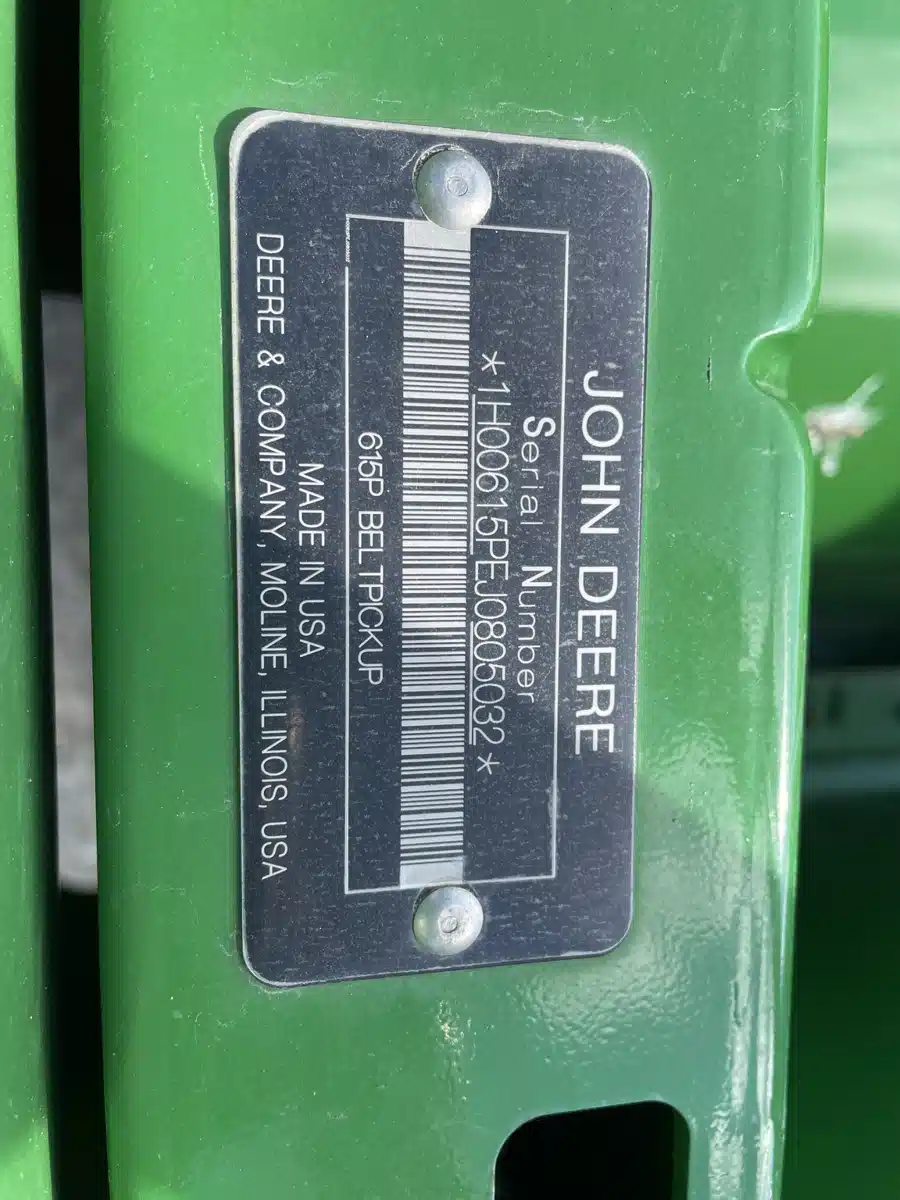 JOHN DEERE
Serial Number
*1H00615PEJ0805032*
615P BELTPICKUP
MADE IN USA
DEERE & COMPANY, MOLINE, ILLINOIS, USA